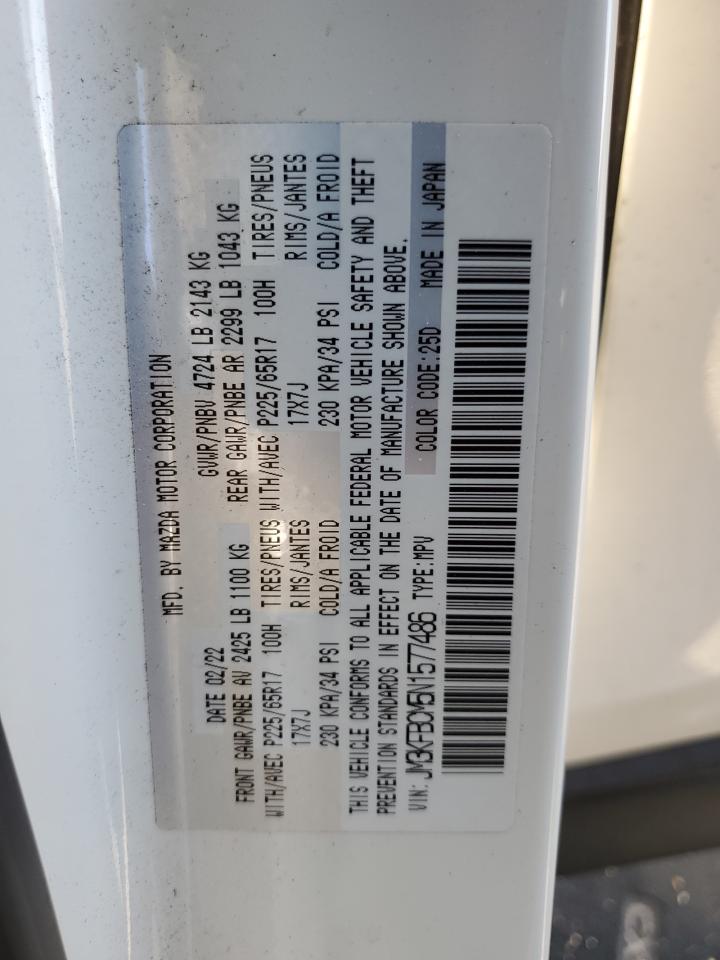 MFD. BY MAZDA MOTOR CORPORATION
DATE 02/22 GVWR/PNBV 4724 LB 2143 KG
FRONT GAWR/PNBE AV 2425 LB 1100 KG REAR GAWR/PNBE AR 2299 LB 1043 KG
WITH/AVEC P225/65R17 100H TIRES/PNEUS WITH/AVEC P225/65R17 100H TIRES/PNEUS
17X7J RIMS/JANTES 17X7J RIMS/JANTES
230 KPA/34 PSI COLD/A FROID 230 KPA/34 PSI COLD/A FROID
THIS VEHICLE CONFORMS TO ALL APPLICABLE FEDERAL MOTOR VEHICLE SAFETY AND THEFT
PREVENTION STANDARDS IN EFFECT ON THE DATE OF MANUFACTURE SHOWN ABOVE.
VIN: JM3KFBCM5N1577486 TYPE:MPV COLOR CODE:25D MADE IN JAPAN